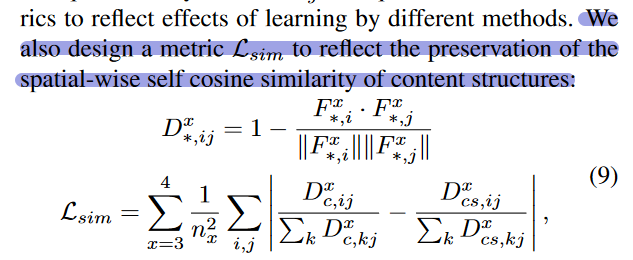 rics to reflect effects of learning by different methods. We
also design a metric $\mathcal{L}_{sim}$ to reflect the preservation of the
spatial-wise self cosine similarity of content structures:
$D^x_{*,ij} = 1 - \frac{F^x_{*,i} \cdot F^x_{*,j}}{\|F^x_{*,i}\| \|F^x_{*,j}\|}$
$\mathcal{L}_{sim} = \sum_{x=3}^{4} \frac{1}{n_x^2} \sum_{i,j} \left| \frac{D^x_{c,ij}}{\sum_k D^x_{c,kj}} - \frac{D^x_{cs,ij}}{\sum_k D^x_{cs,kj}} \right|,$ (9)